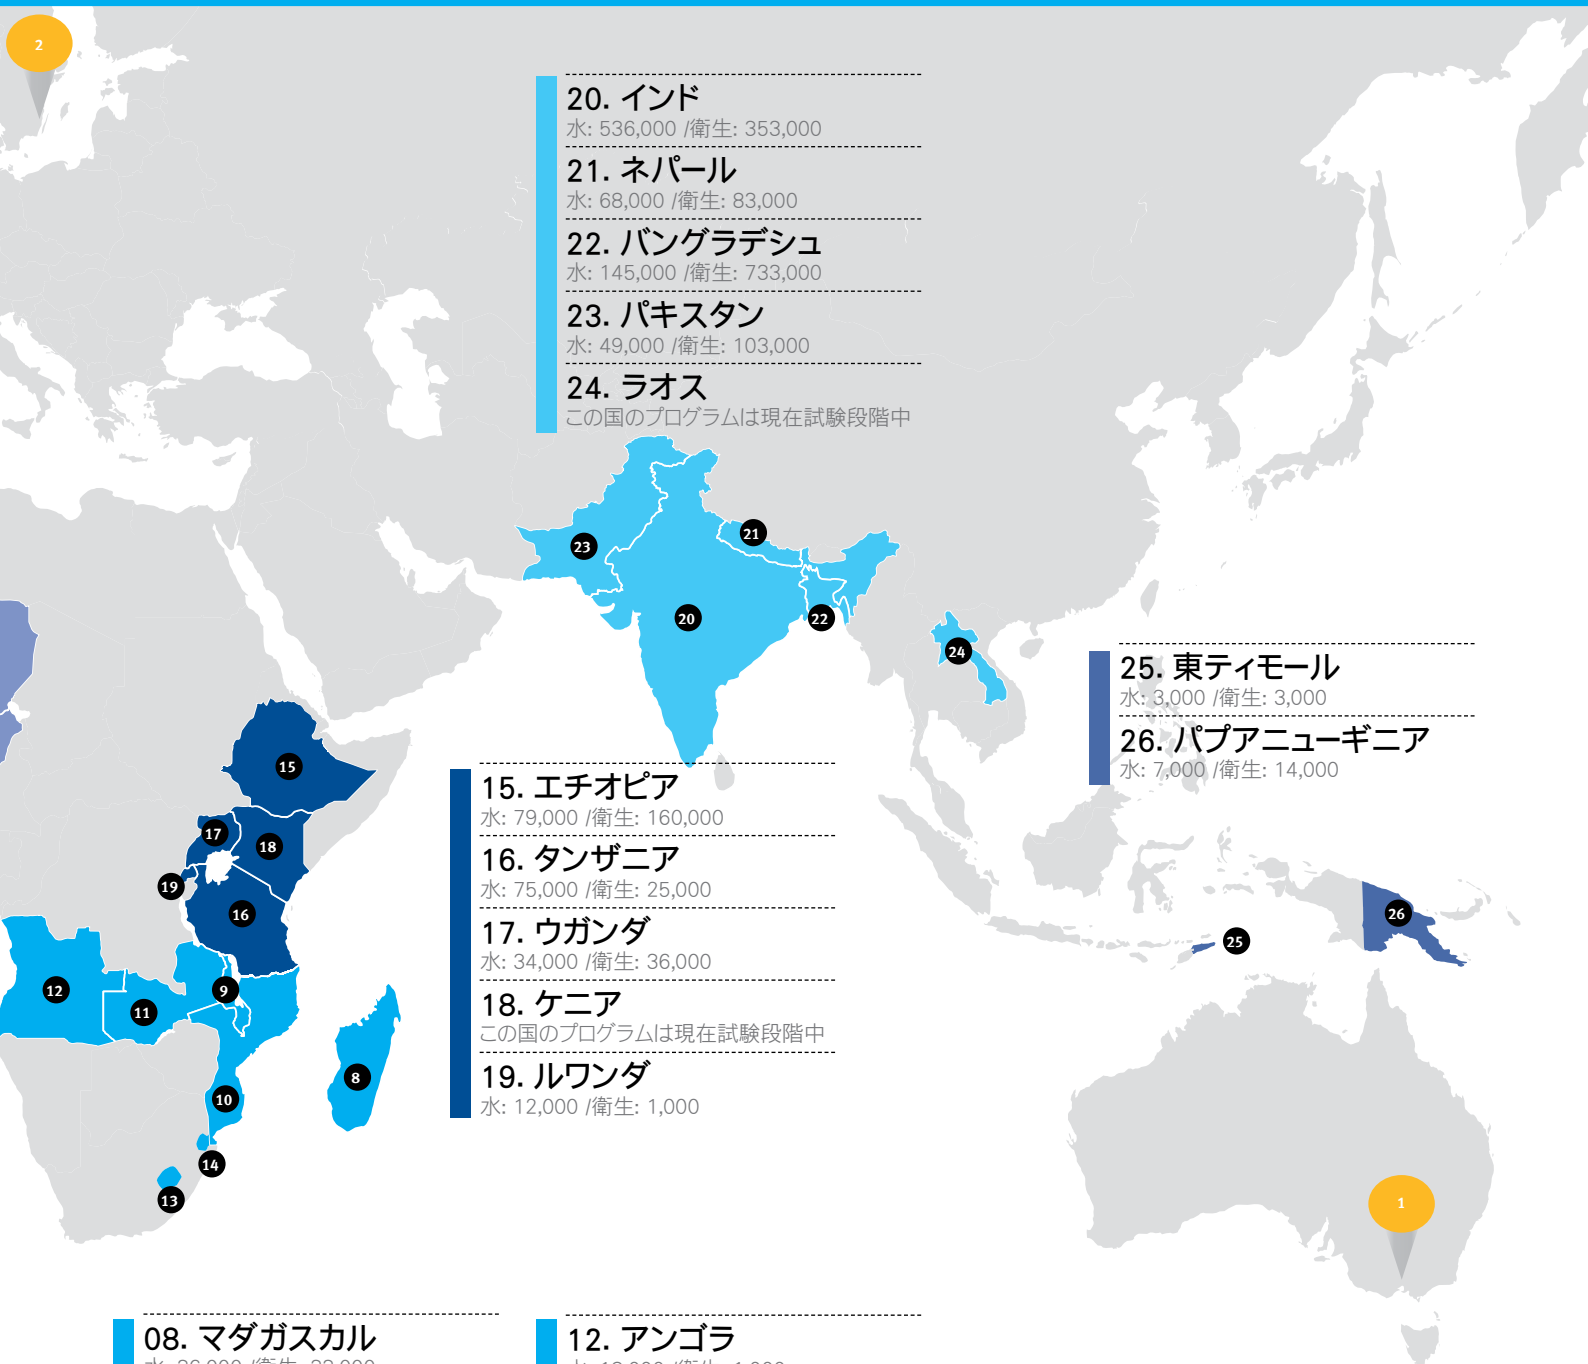 2
20. インド
水: 536,000 /衛生: 353,000
21. ネパール
水: 68,000 /衛生: 83,000
22. バングラデシュ
水: 145,000 /衛生: 733,000
23. パキスタン
水: 49,000 /衛生: 103,000
24. ラオス
この国のプログラムは現在試験段階中
23
21
20
22
24
25. 東ティモール
水: 3,000 /衛生: 3,000
26. パプアニューギニア
水: 7,000 /衛生: 14,000
15
17
18
19
16
12
11
9
8
10
14
13
15. エチオピア
水: 79,000 /衛生: 160,000
16. タンザニア
水: 75,000 /衛生: 25,000
17. ウガンダ
水: 34,000 /衛生: 36,000
18. ケニア
この国のプログラムは現在試験段階中
19. ルワンダ
水: 12,000 /衛生: 1,000
26
25
1
08. マダガスカル
12. アンゴラ